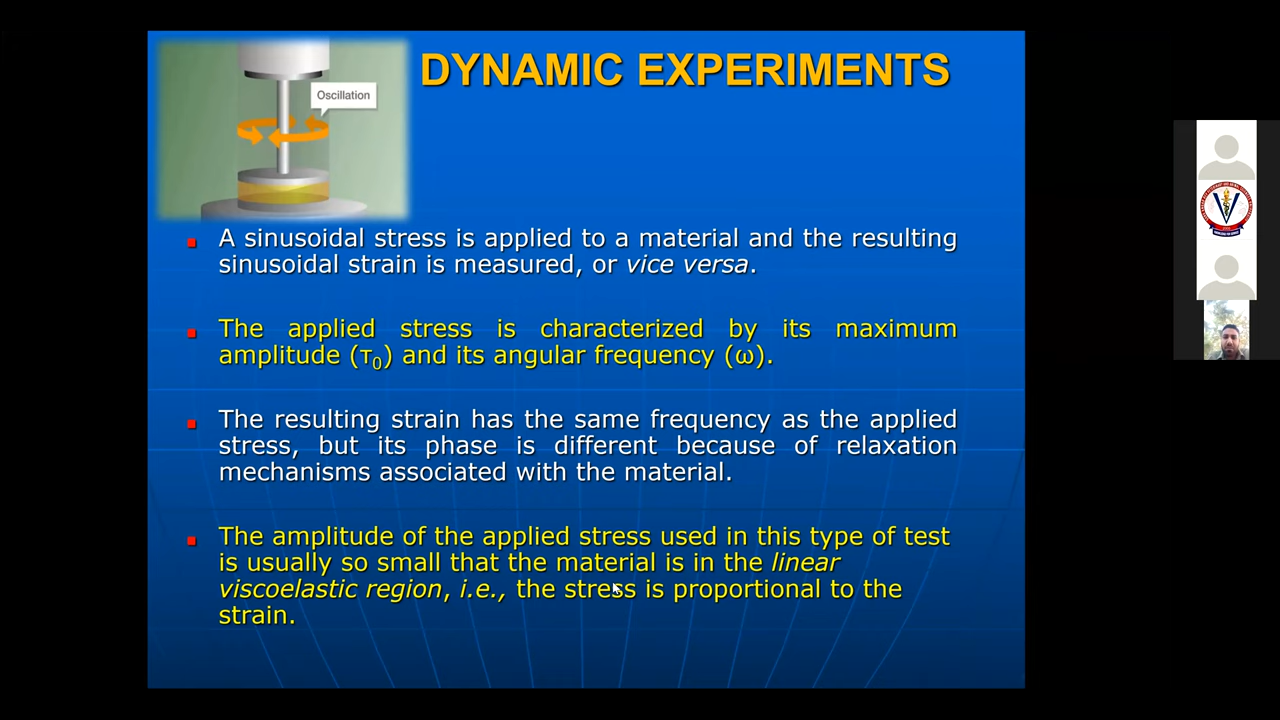 DYNAMIC EXPERIMENTS
Oscillation
A sinusoidal stress is applied to a material and the resulting
sinusoidal strain is measured, or vice versa.
The applied stress is characterized by its maximum
amplitude (τ0) and its angular frequency (ω).
The resulting strain has the same frequency as the applied
stress, but its phase is different because of relaxation
mechanisms associated with the material.
The amplitude of the applied stress used in this type of test
is usually so small that the material is in the linear
viscoelastic region, i.e., the stress is proportional to the
strain.